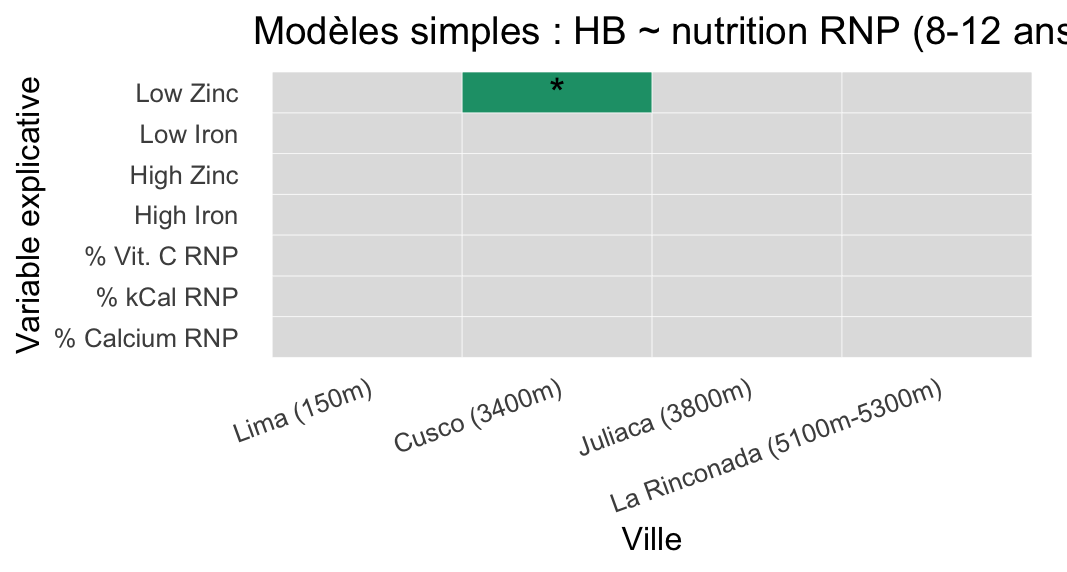 Modèles simples : HB ~ nutrition RNP (8-12 ans
Variable explicative
Low Zinc
*
Low Iron
High Zinc
High Iron
% Vit. C RNP
% kCal RNP
% Calcium RNP
Lima (150m)
Cusco (3400m)
Juliaca (3800m)
La Rinconada (5100m-5300m)
Ville